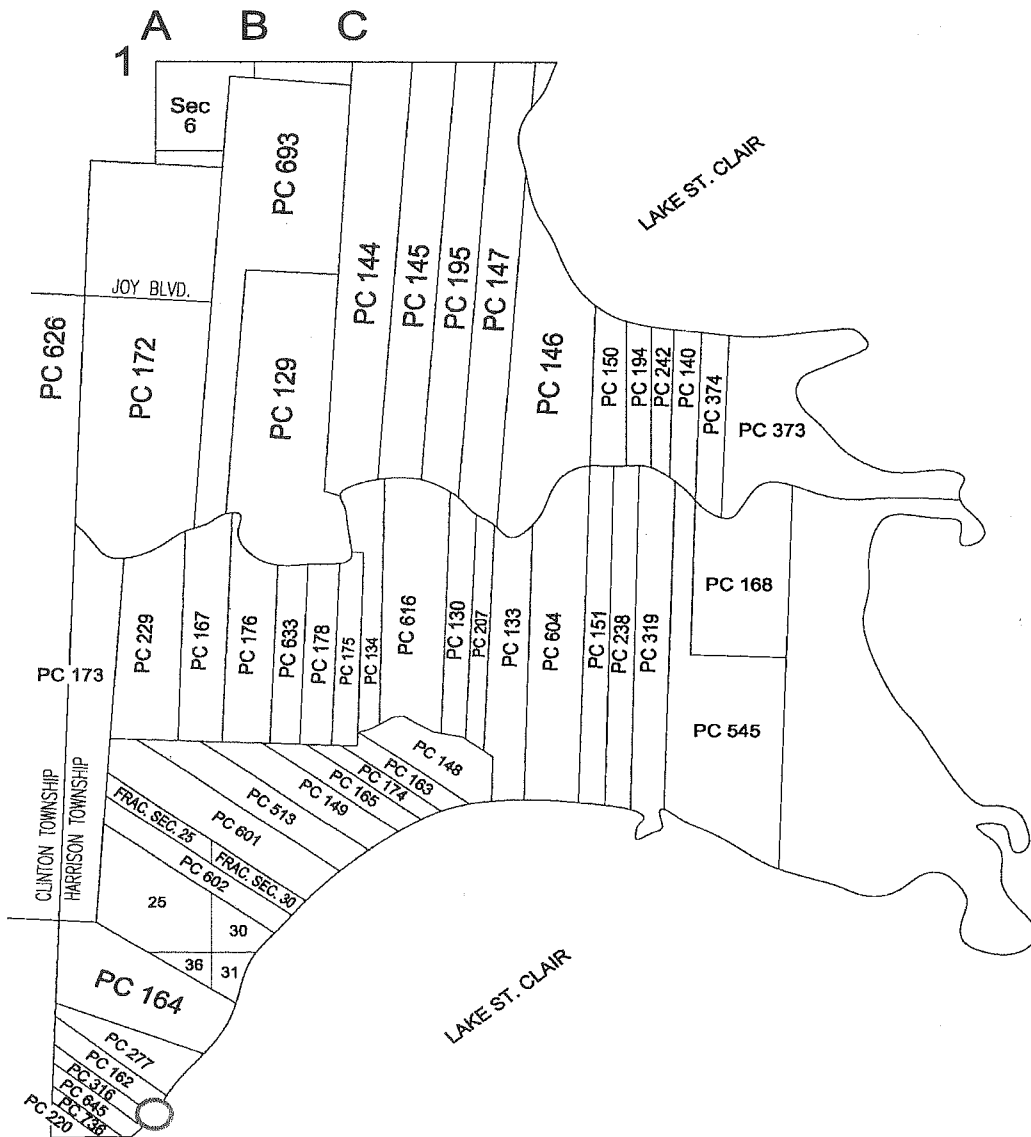 A B C
1
Sec
6
PC 693
LAKE ST. CLAIR
PC 144
PC 145
PC 195
PC 147
JOY BLVD.
PC 626
PC 172
PC 129
PC 146
PC 150
PC 194
PC 242
PC 140
PC 374
PC 373
PC 168
PC 229
PC 167
PC 176
PC 633
PC 178
PC 175
PC 134
PC 616
PC 130
PC 207
PC 133
PC 604
PC 151
PC 238
PC 319
PC 173
PC 545
PC 148
PC 163
PC 174
PC 165
PC 149
PC 513
PC 601
FRAC. SEC. 25
FRAC. SEC. 30
PC 602
CLINTON TOWNSHIP
HARRISON TOWNSHIP
25
30
36
31
PC 164
LAKE ST. CLAIR
PC 277
PC 162
PC 316
PC 645
PC 736
PC 220